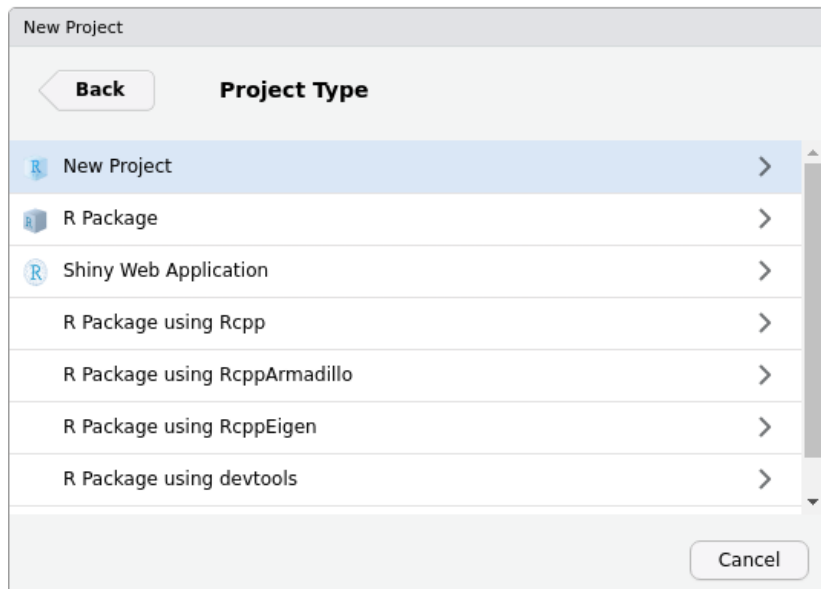 New Project
Back
Project Type
New Project
R Package
Shiny Web Application
R Package using Rcpp
R Package using RcppArmadillo
R Package using RcppEigen
R Package using devtools
Cancel